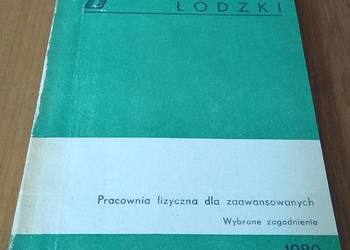 ŁÓDZKI
Pracownia fizyczna dla zaawansowanych
Wybrane zagadnienia